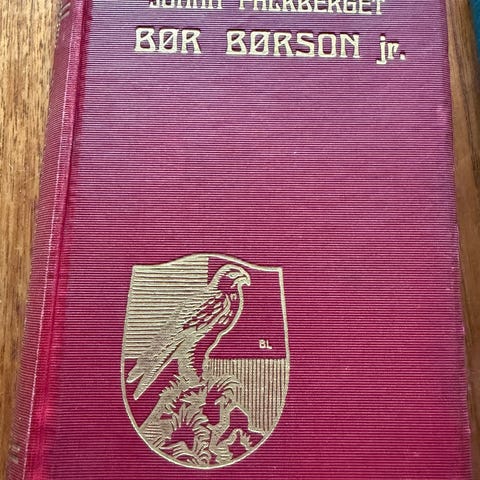 JOHAN FALKBERGET
BØR BØRSON jr.
BL